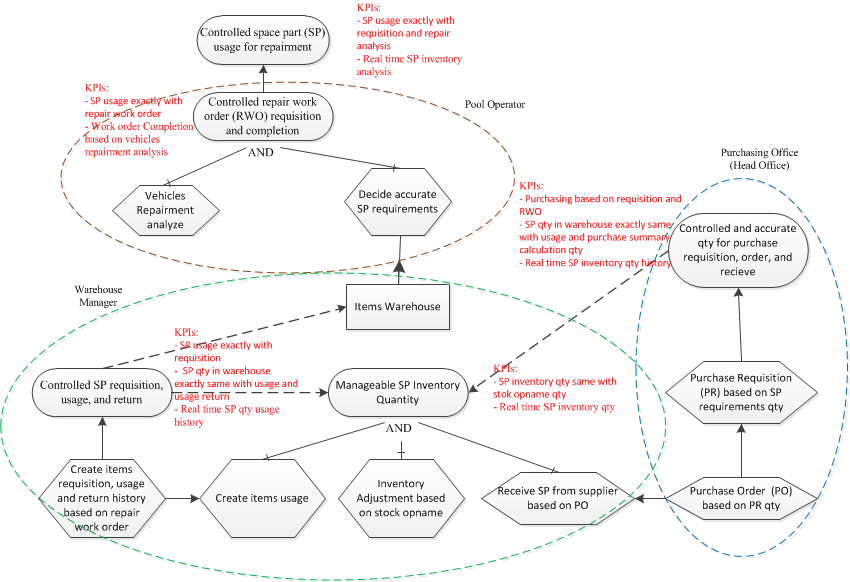 KPIs:
- SP usage exactly with
requisition and repair
analysis
- Real time SP inventory
analysis
Controlled space part (SP)
usage for repairment
KPIs:
- SP usage exactly with
repair work order
- Work order Completion
based on vehicles
repairment analysis
Controlled repair work
order (RWO) requisition
and completion
Pool Operator
AND
Vehicles
Repairment
analyze
Decide accurate
SP requirements
Purchasing Office
(Head Office)
KPIs:
- Purchasing based on requisition and
RWO
- SP qty in warehouse exactly same
with usage and purchase summary
calculation qty
- Real time SP inventory qty history
Controlled and accurate
qty for purchase
requisition, order, and
recieve
Warehouse
Manager
Items Warehouse
KPIs:
- SP usage exactly with
requisition
- SP qty in warehouse
exactly same with usage and
usage return
- Real time SP qty usage
history
Controlled SP requisition,
usage, and return
Manageable SP Inventory
Quantity
KPIs:
- SP inventory qty same with
stok opname qty
- Real time SP inventory qty
Purchase Requisition
(PR) based on SP
requirements qty
AND
Create items
requisition, usage
and return history
based on repair
work order
Create items usage
Inventory
Adjustment based
on stock opname
Receive SP from supplier
based on PO
Purchase Order (PO)
based on PR qty